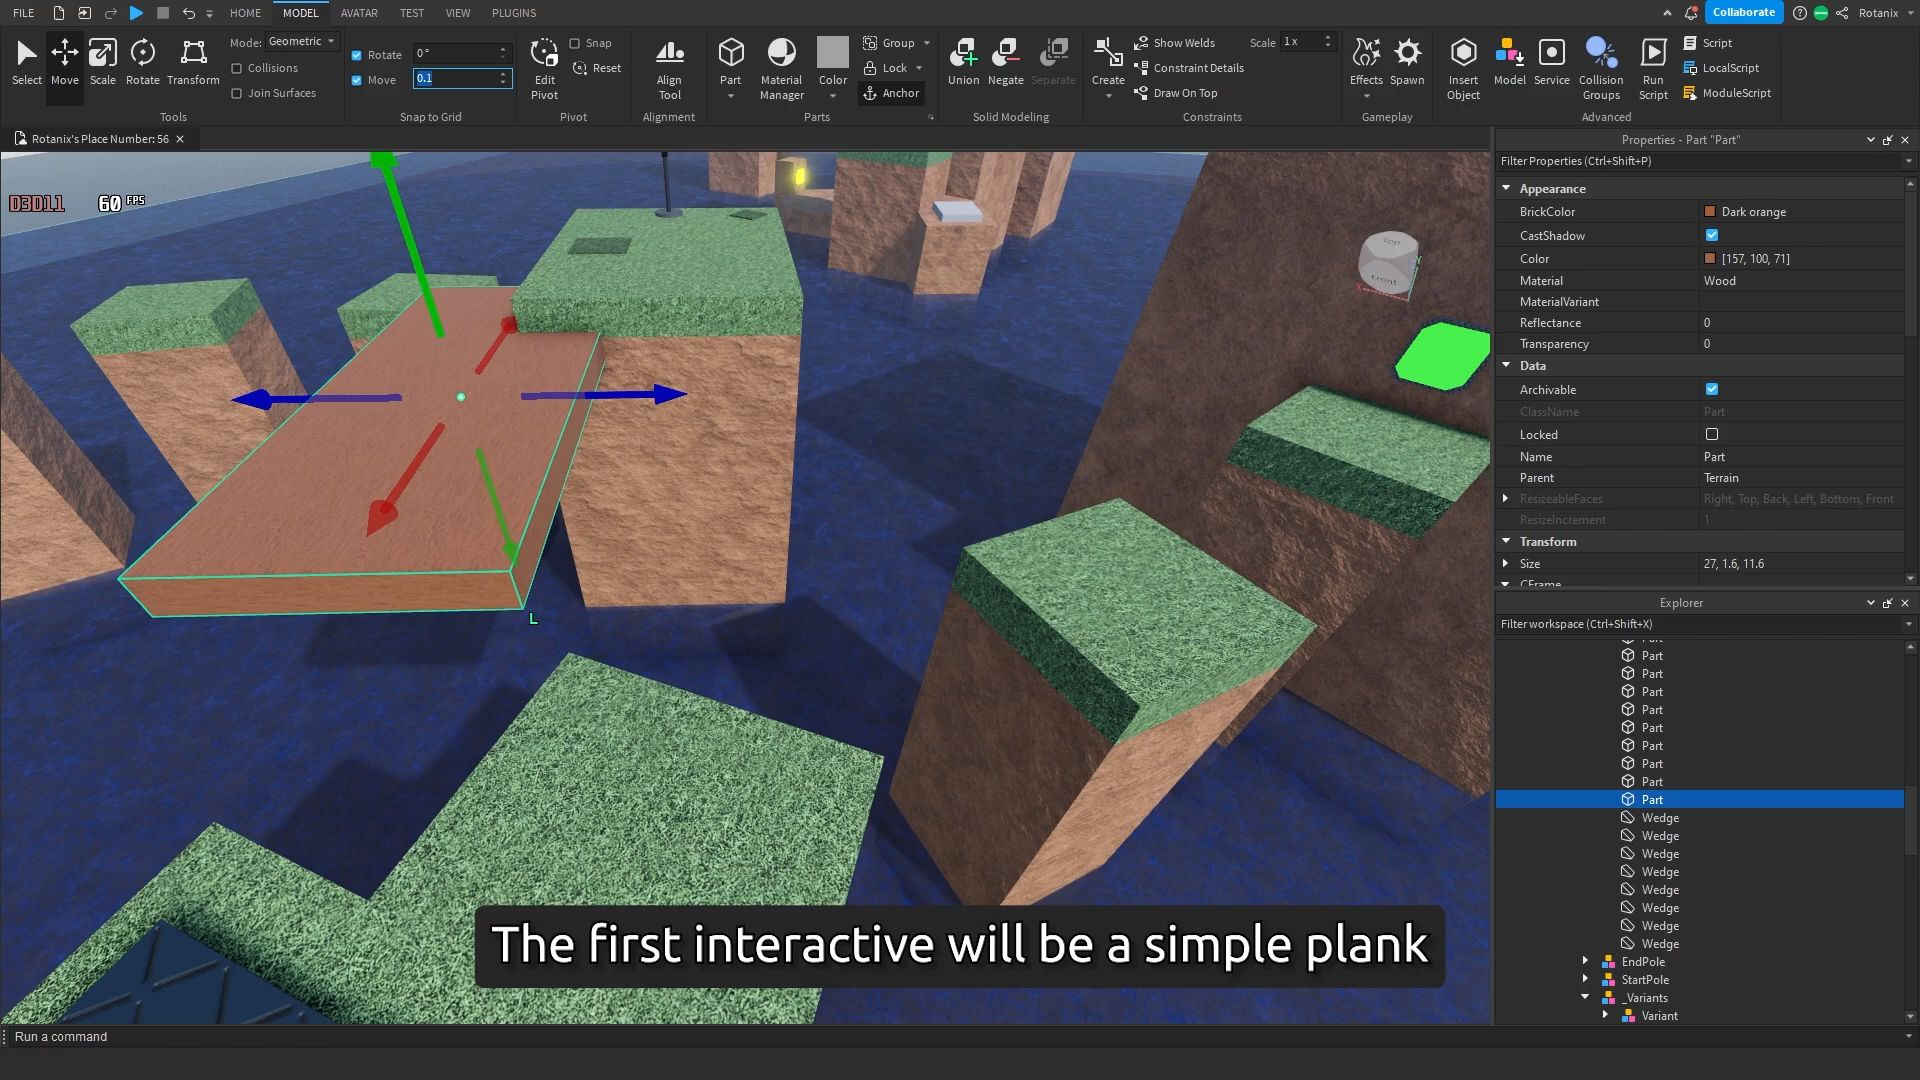 FILE HOME MODEL AVATAR TEST VIEW PLUGINS Collaborate Rotanix
Select Move Scale Rotate Transform
Mode: Geometric
Collisions
Join Surfaces
Tools
Rotate 0°
Move 0.1
Snap to Grid
Edit Pivot
Snap
Reset
Pivot
Align Tool
Alignment
Part
Material Manager
Color
Group
Lock
Anchor
Parts
Union Negate Separate
Solid Modeling
Create
Show Welds Scale 1 x
Constraint Details
Draw On Top
Constraints
Effects Spawn
Gameplay
Insert Object
Model Service
Collision Groups
Run Script
Script
LocalScript
ModuleScript
Advanced
Rotanix's Place Number: 56
D3D11 60 FPS
Top
Front
Y
X
L
The first interactive will be a simple plank
Properties - Part "Part"
Filter Properties (Ctrl+Shift+P)
Appearance
BrickColor Dark orange
CastShadow
Color [157, 100, 71]
Material Wood
MaterialVariant
Reflectance 0
Transparency 0
Data
Archivable
ClassName Part
Locked
Name Part
Parent Terrain
ResizeableFaces Right, Top, Back, Left, Bottom, Front
ResizeIncrement 1
Transform
Size 27, 1.6, 11.6
CFrame
Explorer
Filter workspace (Ctrl+Shift+X)
Part
Part
Part
Part
Part
Part
Part
Part
Part
Part
Wedge
Wedge
Wedge
Wedge
Wedge
Wedge
Wedge
Wedge
EndPole
StartPole
_Variants
Variant
Run a command